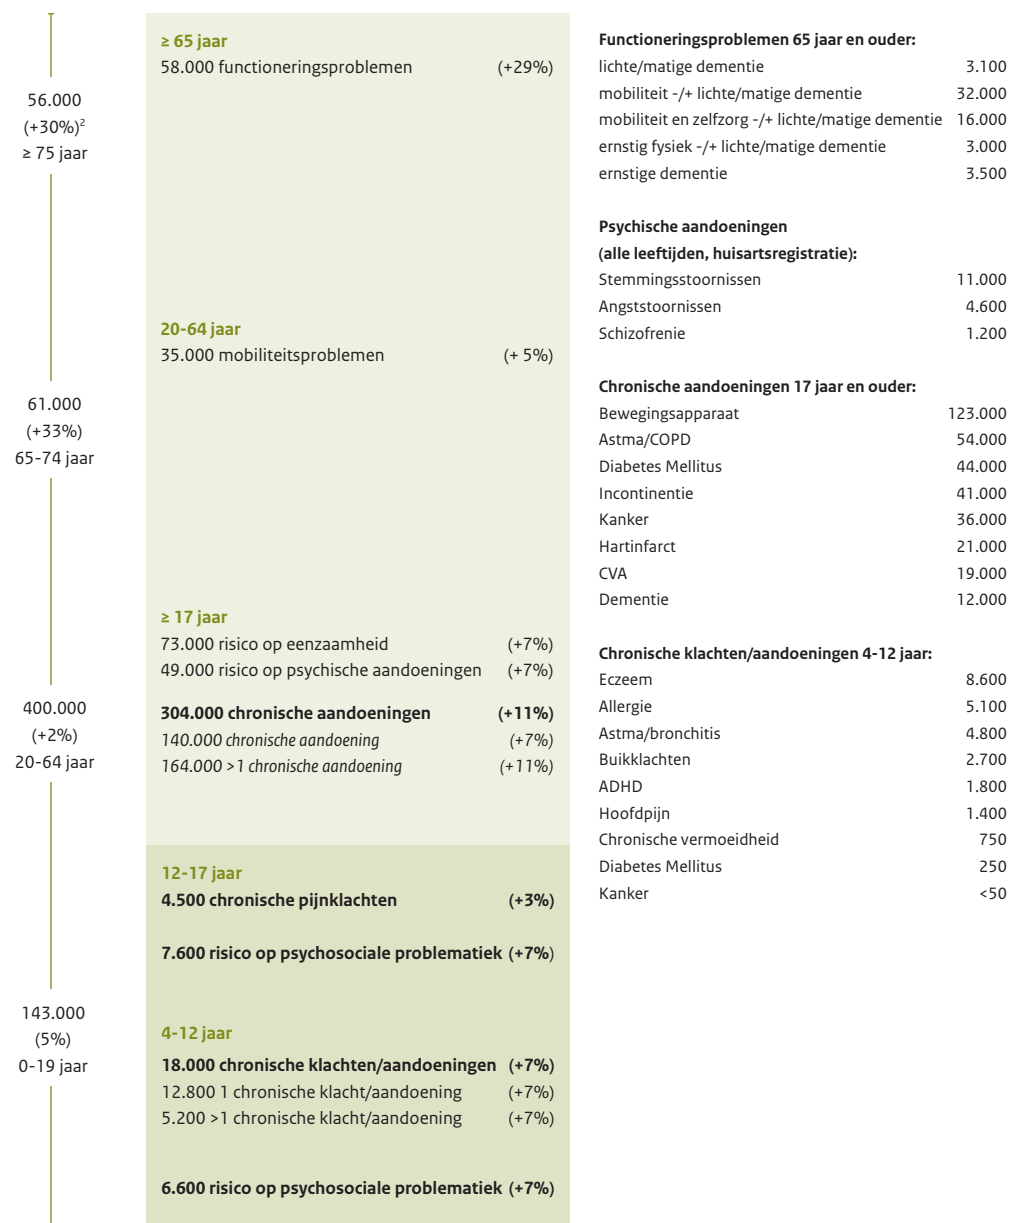 56.000
(+30%)²
≥ 75 jaar
61.000
(+33%)
65-74 jaar
400.000
(+2%)
20-64 jaar
143.000
(5%)
0-19 jaar
≥ 65 jaar
58.000 functioneringsproblemen (+29%)
20-64 jaar
35.000 mobiliteitsproblemen (+ 5%)
≥ 17 jaar
73.000 risico op eenzaamheid (+7%)
49.000 risico op psychische aandoeningen (+7%)
304.000 chronische aandoeningen (+11%)
140.000 chronische aandoening (+7%)
164.000 >1 chronische aandoening (+11%)
12-17 jaar
4.500 chronische pijnklachten (+3%)
7.600 risico op psychosociale problematiek (+7%)
4-12 jaar
18.000 chronische klachten/aandoeningen (+7%)
12.800 1 chronische klacht/aandoening (+7%)
5.200 >1 chronische klacht/aandoening (+7%)
6.600 risico op psychosociale problematiek (+7%)
Functioneringsproblemen 65 jaar en ouder:
lichte/matige dementie 3.100
mobiliteit -/+ lichte/matige dementie 32.000
mobiliteit en zelfzorg -/+ lichte/matige dementie 16.000
ernstig fysiek -/+ lichte/matige dementie 3.000
ernstige dementie 3.500
Psychische aandoeningen
(alle leeftijden, huisartsregistratie):
Stemmingsstoornissen 11.000
Angststoornissen 4.600
Schizofrenie 1.200
Chronische aandoeningen 17 jaar en ouder:
Bewegingsapparaat 123.000
Astma/COPD 54.000
Diabetes Mellitus 44.000
Incontinentie 41.000
Kanker 36.000
Hartinfarct 21.000
CVA 19.000
Dementie 12.000
Chronische klachten/aandoeningen 4-12 jaar:
Eczeem 8.600
Allergie 5.100
Astma/bronchitis 4.800
Buikklachten 2.700
ADHD 1.800
Hoofdpijn 1.400
Chronische vermoeidheid 750
Diabetes Mellitus 250
Kanker <50